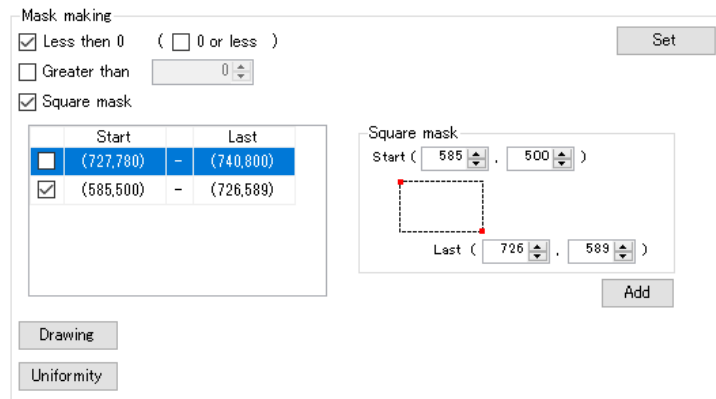 Mask making
Less then 0 ( 0 or less )
Set
Greater than 0
Square mask
Start Last
(727,780) - (740,800)
(585,500) - (726,589)
Square mask
Start ( 585 , 500 )
Last ( 726 , 589 )
Add
Drawing
Uniformity